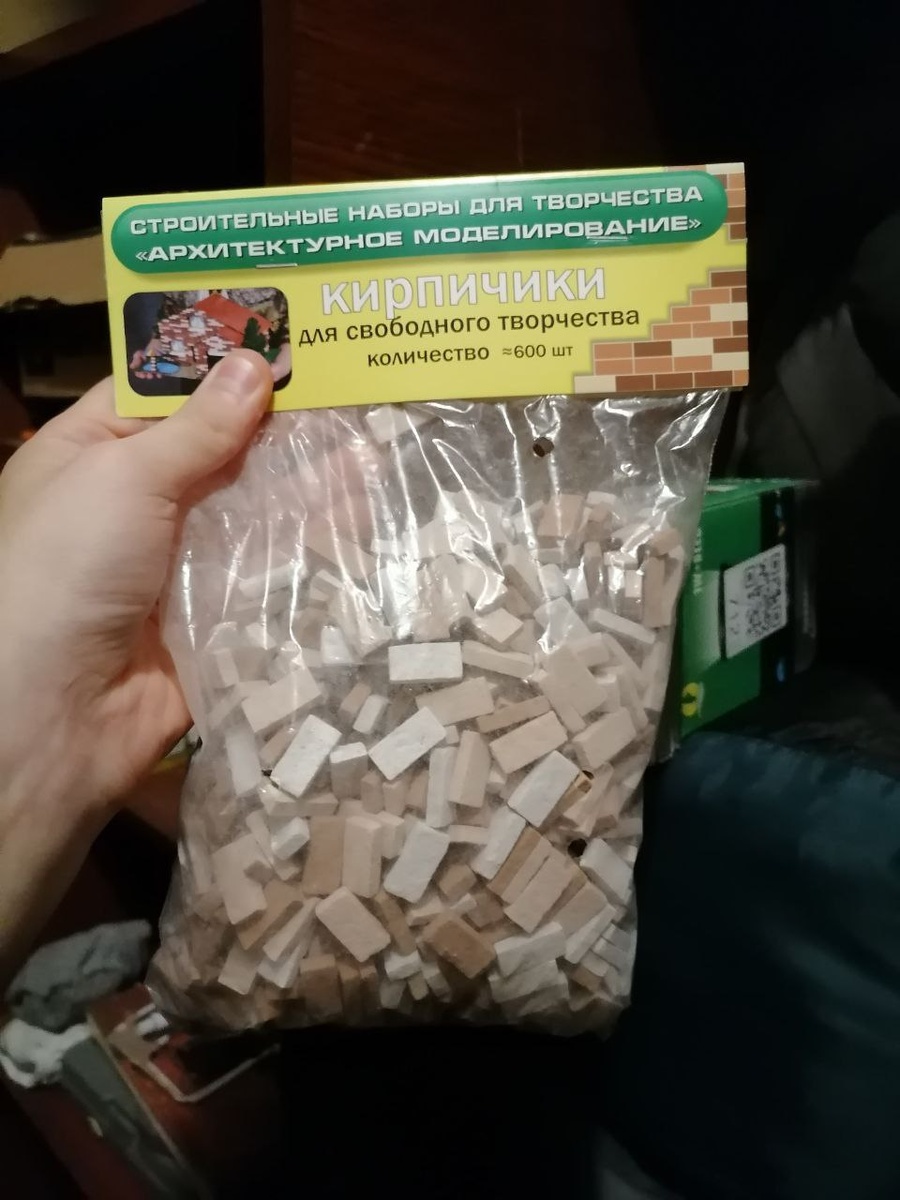 СТРОИТЕЛЬНЫЕ НАБОРЫ ДЛЯ ТВОРЧЕСТВА
«АРХИТЕКТУРНОЕ МОДЕЛИРОВАНИЕ»
кирпичики
для свободного творчества
количество ≈600 шт